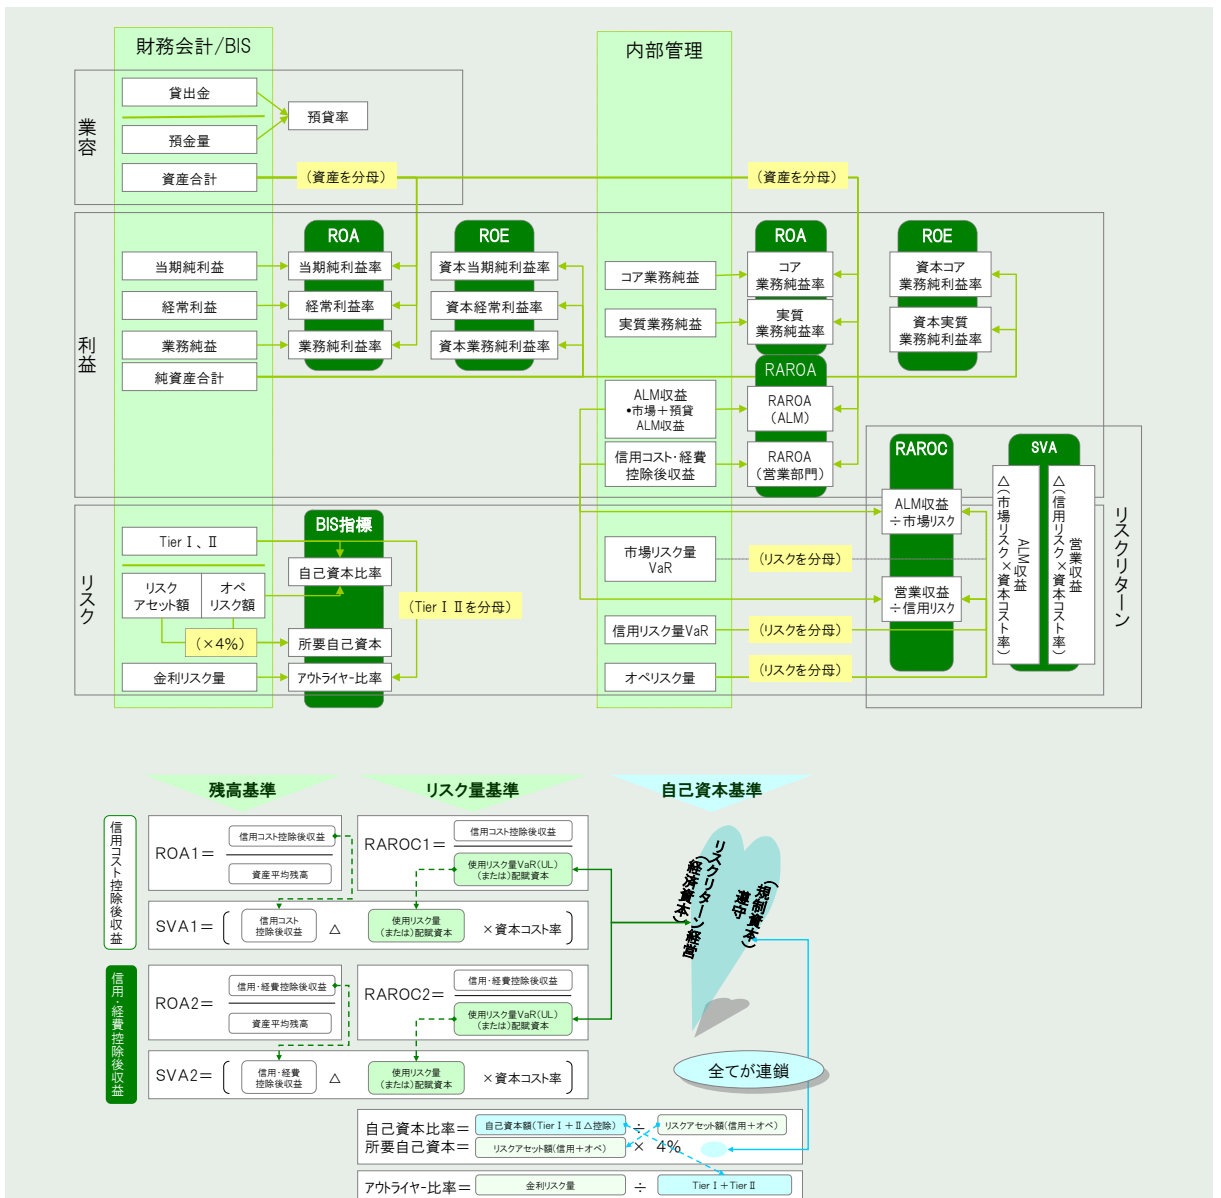 財務会計/BIS
内部管理
業容
貸出金
預貸率
預金量
資産合計
(資産を分母)
(資産を分母)
利益
ROA
ROE
ROA
ROE
当期純利益
当期純利益率
資本当期純利益率
コア業務純益
コア
業務純益率
資本コア
業務純利益率
経常利益
経常利益率
資本経常利益率
実質業務純益
実質
業務純益率
資本実質
業務純利益率
業務純益
業務純利益率
資本業務純利益率
純資産合計
RAROA
ALM収益
•市場＋預貸
ALM収益
RAROA
(ALM)
信用コスト・経費
控除後収益
RAROA
(営業部門)
RAROC
SVA
ALM収益
÷市場リスク
営業収益
÷信用リスク
ALM収益
△(市場リスク×資本コスト率)
営業収益
△(信用リスク×資本コスト率)
リスクリターン
リスク
BIS指標
Tier Ⅰ、Ⅱ
自己資本比率
リスク
アセット額
オペ
リスク額
(Tier Ⅰ Ⅱを分母)
(×4%)
所要自己資本
金利リスク量
アウトライヤー比率
市場リスク量
VaR
(リスクを分母)
信用リスク量VaR
(リスクを分母)
オペリスク量
(リスクを分母)
残高基準
リスク量基準
自己資本基準
信用コスト控除後収益
ROA1＝
信用コスト控除後収益
資産平均残高
RAROC1＝
信用コスト控除後収益
使用リスク量VaR(UL)
(または)配賦資本
SVA1＝
信用コスト
控除後収益
△
使用リスク量
(または)配賦資本
×資本コスト率
リスクリターン経営
(経済資本)
(規制資本)
遵守
信用・経費控除後収益
ROA2＝
信用・経費控除後収益
資産平均残高
RAROC2＝
信用・経費控除後収益
使用リスク量VaR(UL)
(または)配賦資本
SVA2＝
信用・経費
控除後収益
△
使用リスク量
(または)配賦資本
×資本コスト率
全てが連鎖
自己資本比率＝ 自己資本額(Tier Ⅰ＋Ⅱ△控除) ÷ リスクアセット額(信用＋オペ)
所要自己資本＝ リスクアセット額(信用＋オペ) × 4%
アウトライヤー比率＝ 金利リスク量 ÷ Tier Ⅰ＋Tier Ⅱ